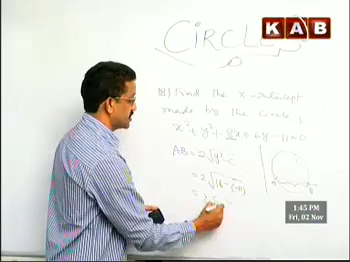 KAB
CIRCLE
Q) Find the x-intercept
made by the Circle
x² + y² + 8x + 6y - 11 = 0
AB = 2√g²-c
= 2√16-(-11)
A B
1:45 PM
Fri, 02 Nov